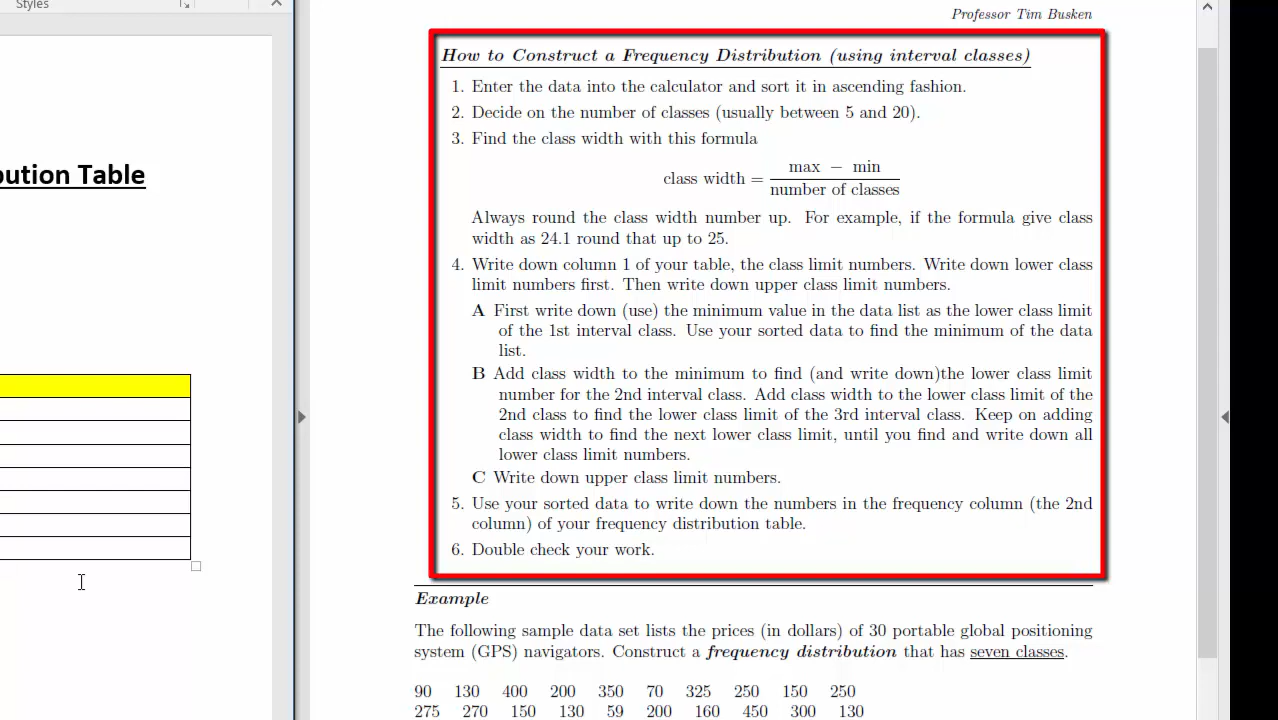 Styles
bution Table
Professor Tim Busken
How to Construct a Frequency Distribution (using interval classes)
1. Enter the data into the calculator and sort it in ascending fashion.
2. Decide on the number of classes (usually between 5 and 20).
3. Find the class width with this formula
class width = max − min / number of classes
Always round the class width number up. For example, if the formula give class
width as 24.1 round that up to 25.
4. Write down column 1 of your table, the class limit numbers. Write down lower class
limit numbers first. Then write down upper class limit numbers.
A First write down (use) the minimum value in the data list as the lower class limit
of the 1st interval class. Use your sorted data to find the minimum of the data
list.
B Add class width to the minimum to find (and write down)the lower class limit
number for the 2nd interval class. Add class width to the lower class limit of the
2nd class to find the lower class limit of the 3rd interval class. Keep on adding
class width to find the next lower class limit, until you find and write down all
lower class limit numbers.
C Write down upper class limit numbers.
5. Use your sorted data to write down the numbers in the frequency column (the 2nd
column) of your frequency distribution table.
6. Double check your work.
Example
The following sample data set lists the prices (in dollars) of 30 portable global positioning
system (GPS) navigators. Construct a frequency distribution that has seven classes.
90 130 400 200 350 70 325 250 150 250
275 270 150 130 59 200 160 450 300 130